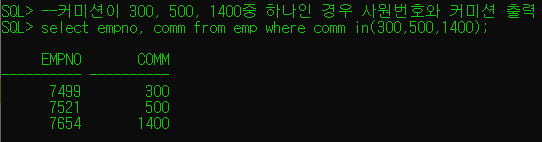 SQL> --커미션이 300, 500, 1400중 하나인 경우 사원번호와 커미션 출력
SQL> select empno, comm from emp where comm in(300,500,1400);
     EMPNO       COMM
---------- ----------
      7499        300
      7521        500
      7654       1400